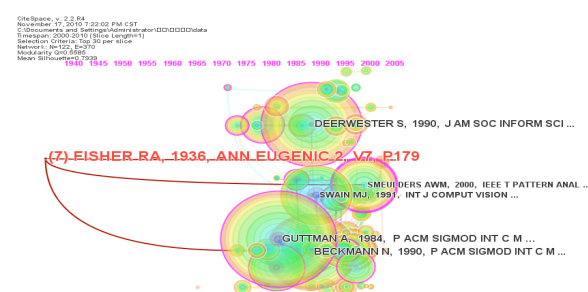 CiteSpace, v. 2.2.R4
November 17, 2010 7:22:02 PM CST
C:\Documents and Settings\Administrator\□□□□□□\data
Timespan: 2000-2010 (Slice Length=1)
Selection Criteria: Top 30 per slice
Network: N=122, E=370
Modularity Q=0.5585
Mean Silhouette=0.7939
1940 1945 1950 1955 1960 1965 1970 1975 1980 1985 1990 1995 2000 2005
DEERWESTER S, 1990, J AM SOC INFORM SCI ...
(7) FISHER RA, 1936, ANN EUGENIC 2, V7, P179
SMEULDERS AWM, 2000, IEEE T PATTERN ANAL ...
SWAIN MJ, 1991, INT J COMPUT VISION ...
GUTTMAN A, 1984, P ACM SIGMOD INT C M ...
BECKMANN N, 1990, P ACM SIGMOD INT C M ...